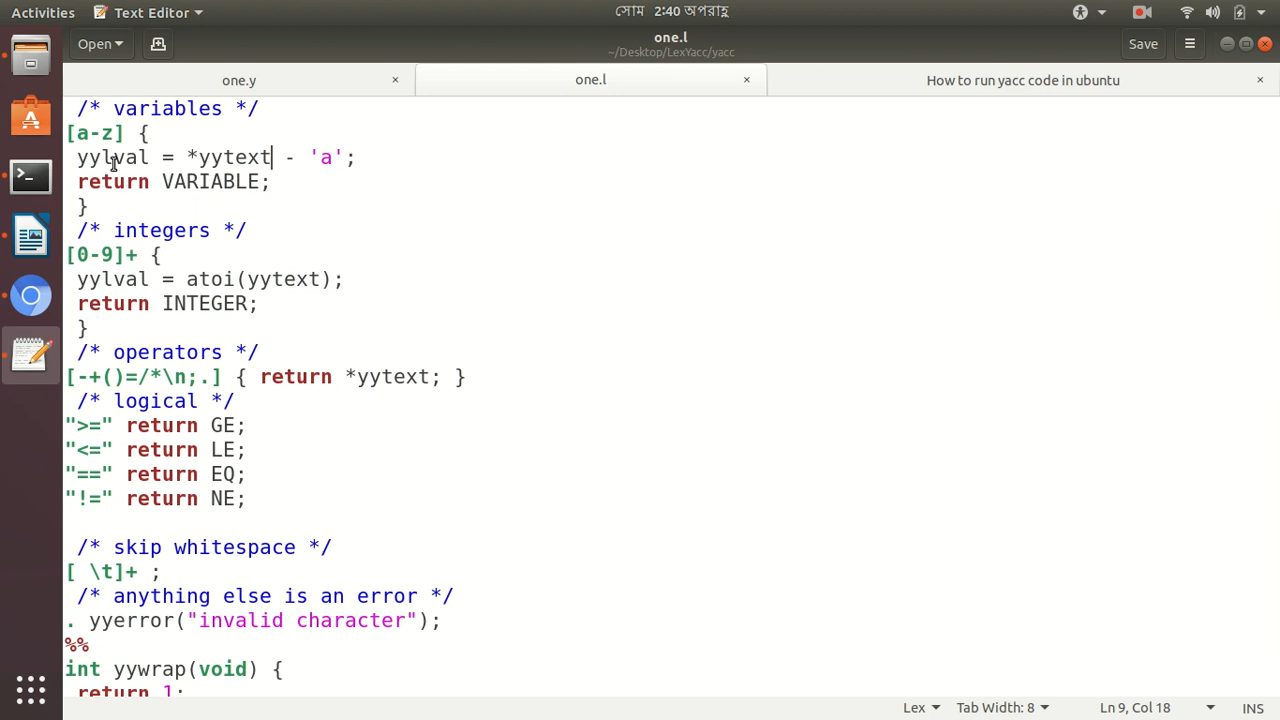 Activities Text Editor সোম 2:40 অপরাহ্ণ
Open one.l Save
~/Desktop/LexYacc/yacc
one.y × one.l × How to run yacc code in ubuntu ×
/* variables */
[a-z] {
yylval = *yytext - 'a';
return VARIABLE;
}
/* integers */
[0-9]+ {
yylval = atoi(yytext);
return INTEGER;
}
/* operators */
[-+()=/*\n;.] { return *yytext; }
/* logical */
">=" return GE;
"<=" return LE;
"==" return EQ;
"!=" return NE;
/* skip whitespace */
[ \t]+ ;
/* anything else is an error */
. yyerror("invalid character");
%%
int yywrap(void) {
return 1;
Lex Tab Width: 8 Ln 9, Col 18 INS